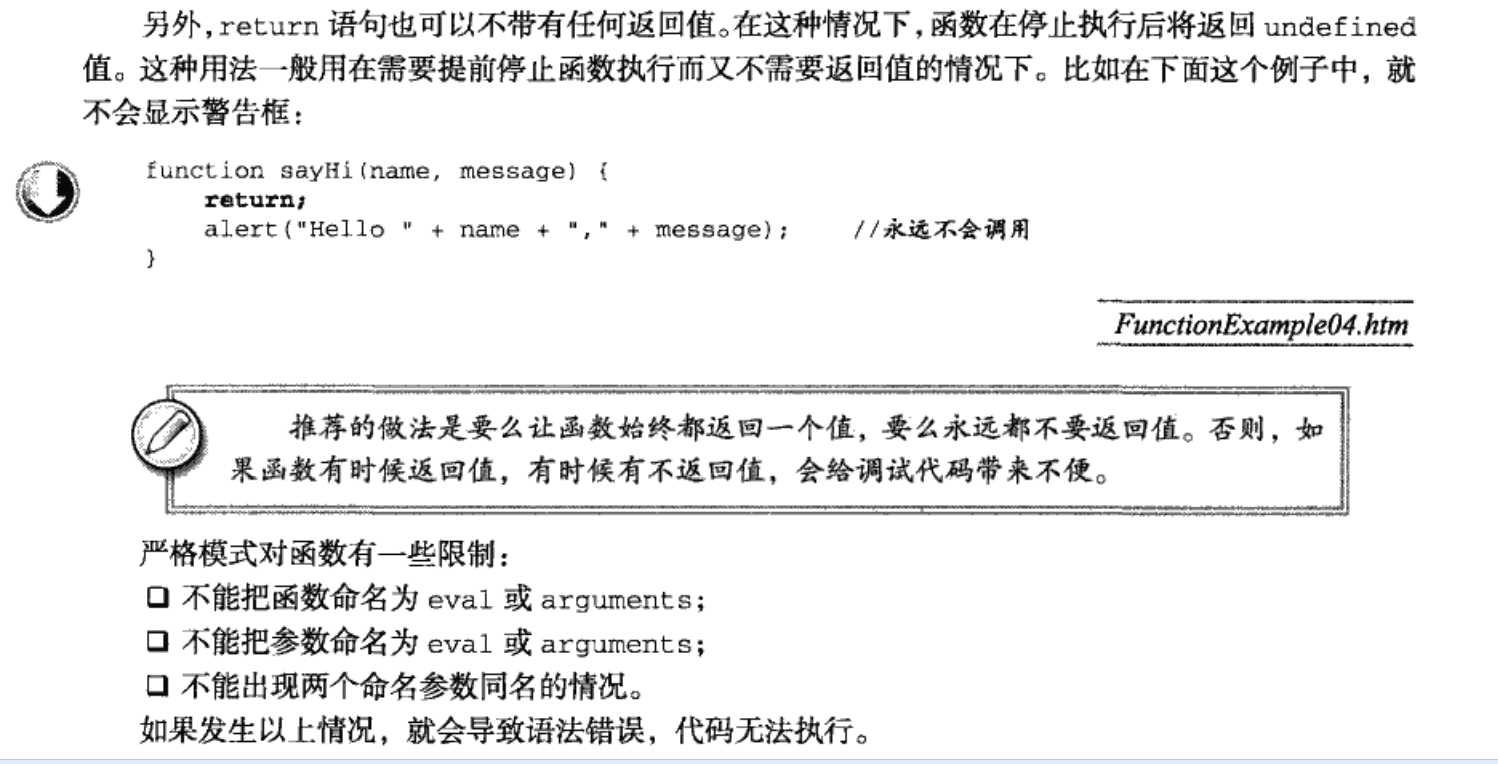 另外,return 语句也可以不带有任何返回值。在这种情况下,函数在停止执行后将返回 undefined
值。这种用法一般用在需要提前停止函数执行而又不需要返回值的情况下。比如在下面这个例子中，就
不会显示警告框：
function sayHi(name, message) {
    return;
    alert("Hello " + name + "," + message);    //永远不会调用
}
FunctionExample04.htm
推荐的做法是要么让函数始终都返回一个值，要么永远都不要返回值。否则，如
果函数有时候返回值，有时候有不返回值，会给调试代码带来不便。
严格模式对函数有一些限制：
❑ 不能把函数命名为 eval 或 arguments；
❑ 不能把参数命名为 eval 或 arguments；
❑ 不能出现两个命名参数同名的情况。
如果发生以上情况，就会导致语法错误，代码无法执行。